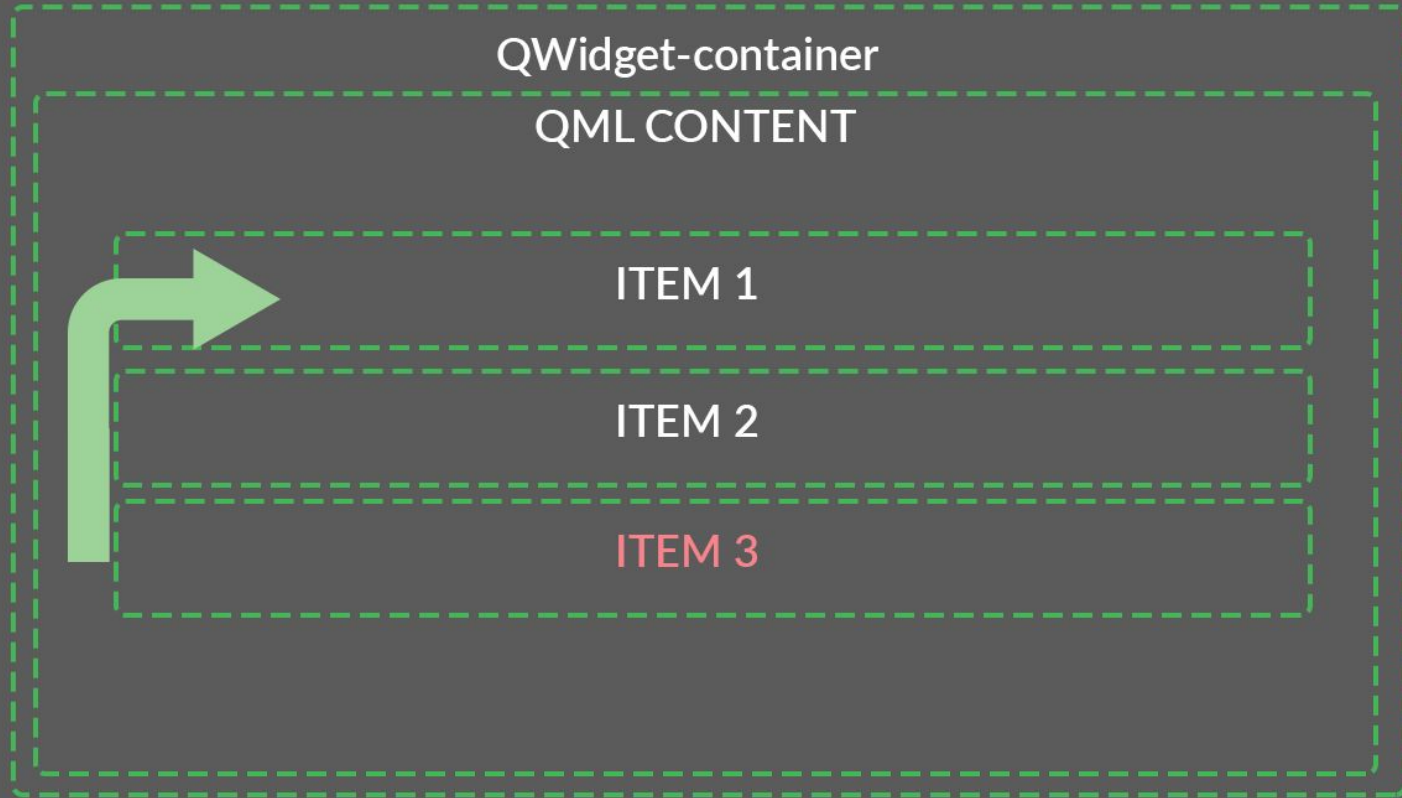 QWidget-container
QML CONTENT
ITEM 1
ITEM 2
ITEM 3